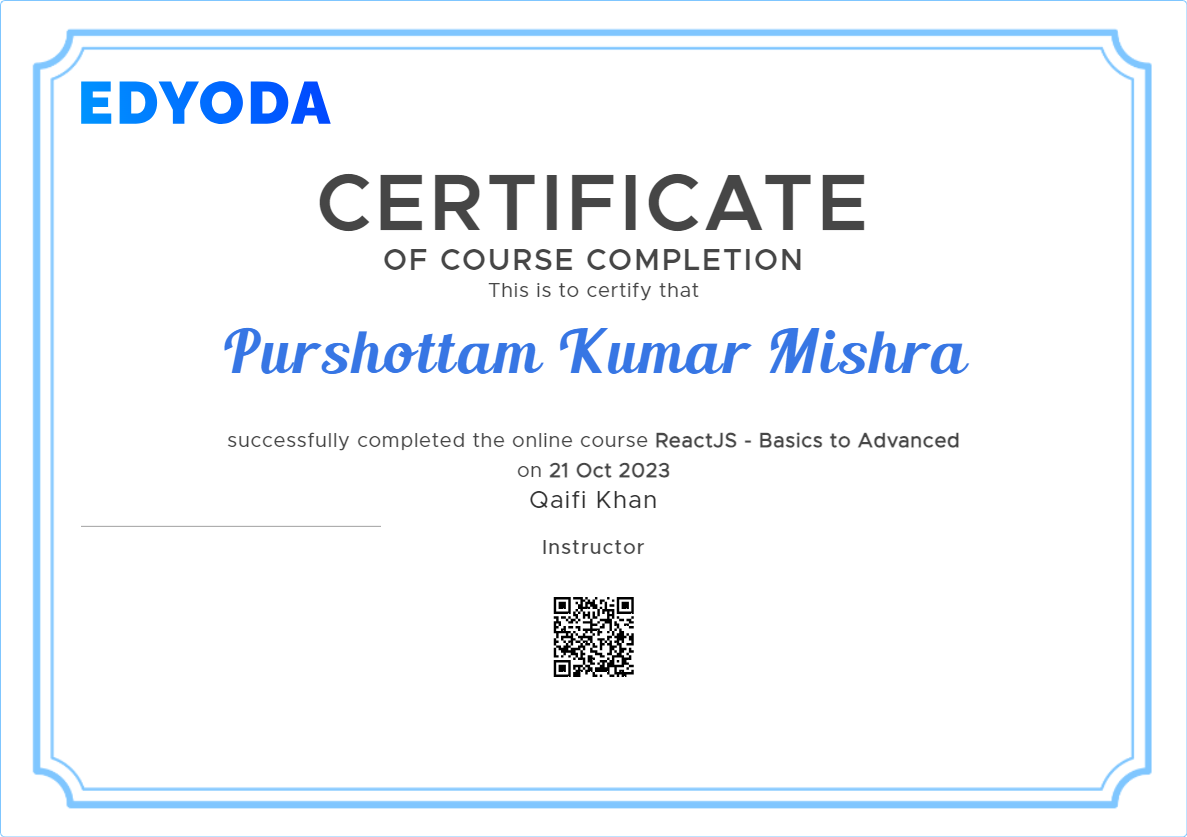 EDYODA
CERTIFICATE
OF COURSE COMPLETION
This is to certify that
Purshottam Kumar Mishra
successfully completed the online course ReactJS - Basics to Advanced
on 21 Oct 2023
Qaifi Khan
Instructor